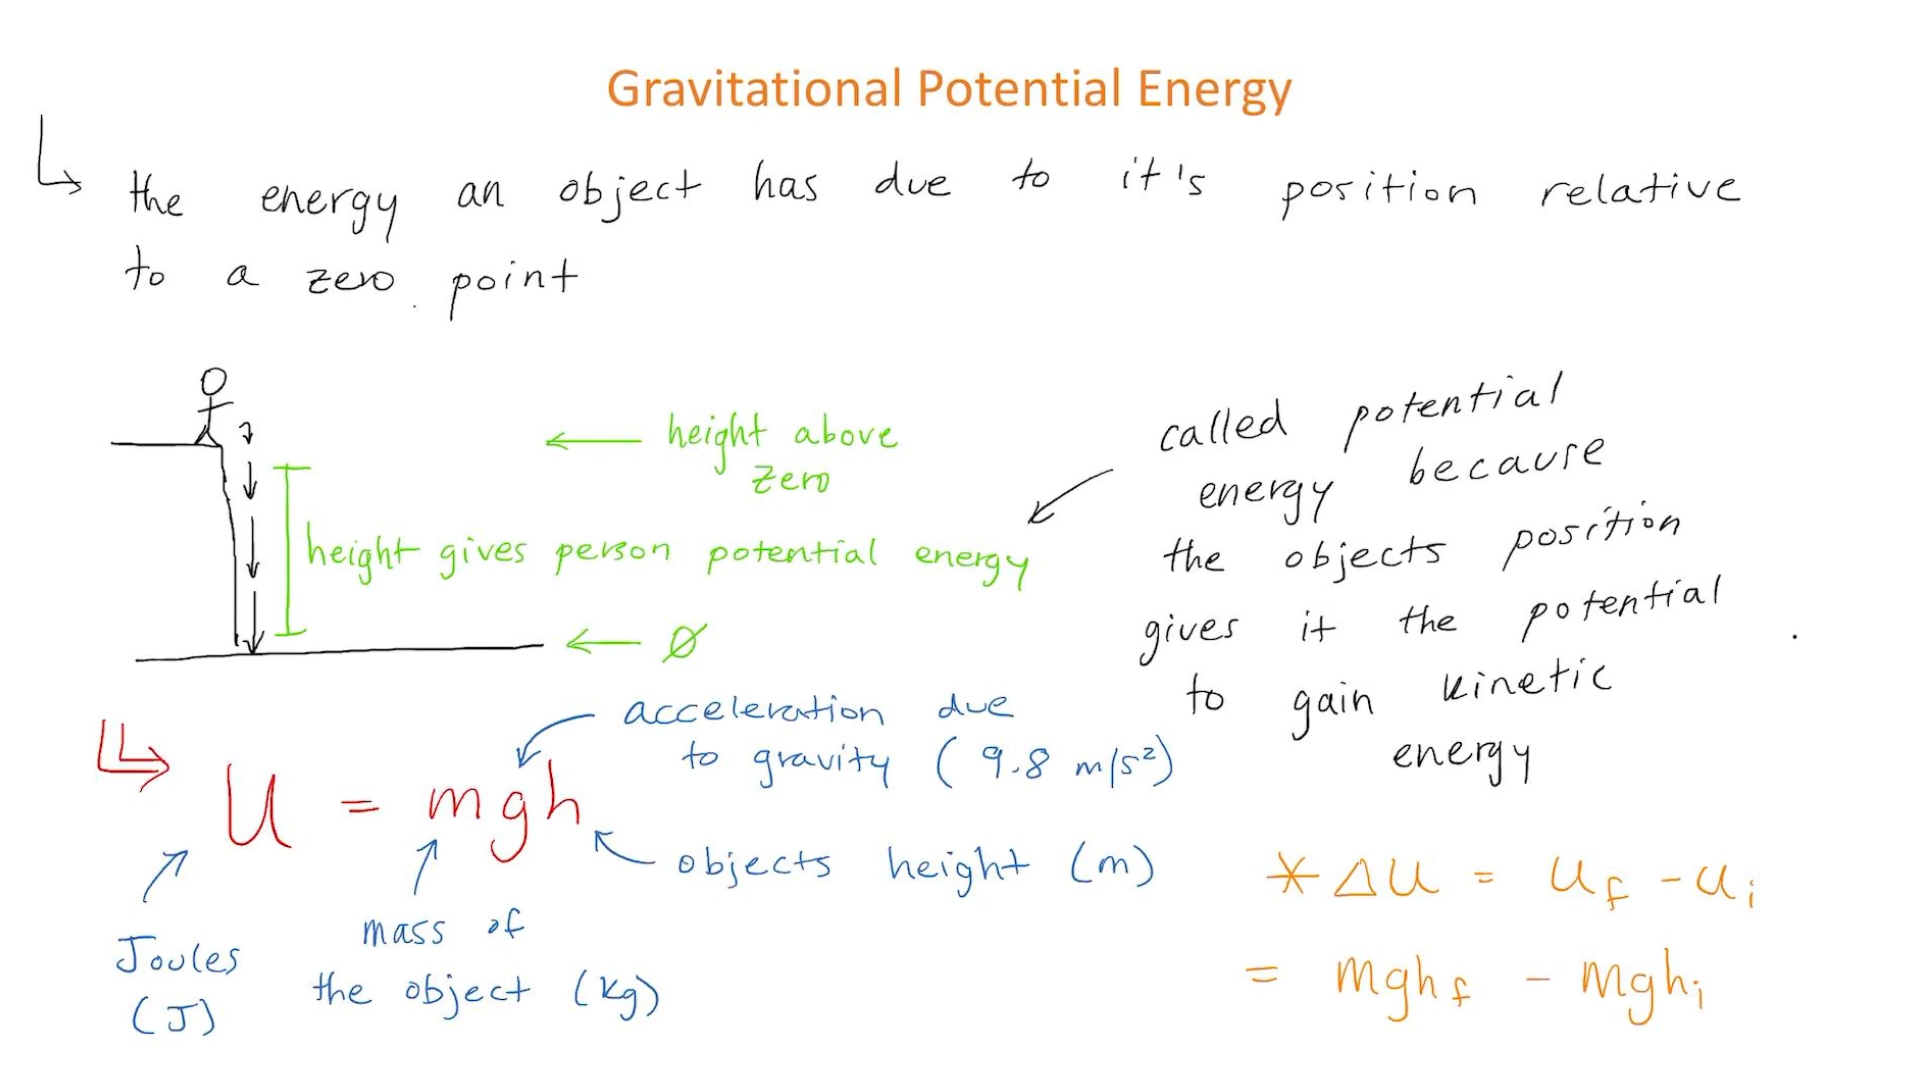 Gravitational Potential Energy
the energy an object has due to it's position relative
to a zero point
height above
zero
height gives person potential energy
∅
called potential
energy because
the objects position
gives it the potential
to gain kinetic
energy
acceleration due
to gravity (9.8 m/s²)
U = mgh
objects height (m)
Joules
(J)
mass of
the object (kg)
* ΔU = Uf - Ui
= mghf - mghi